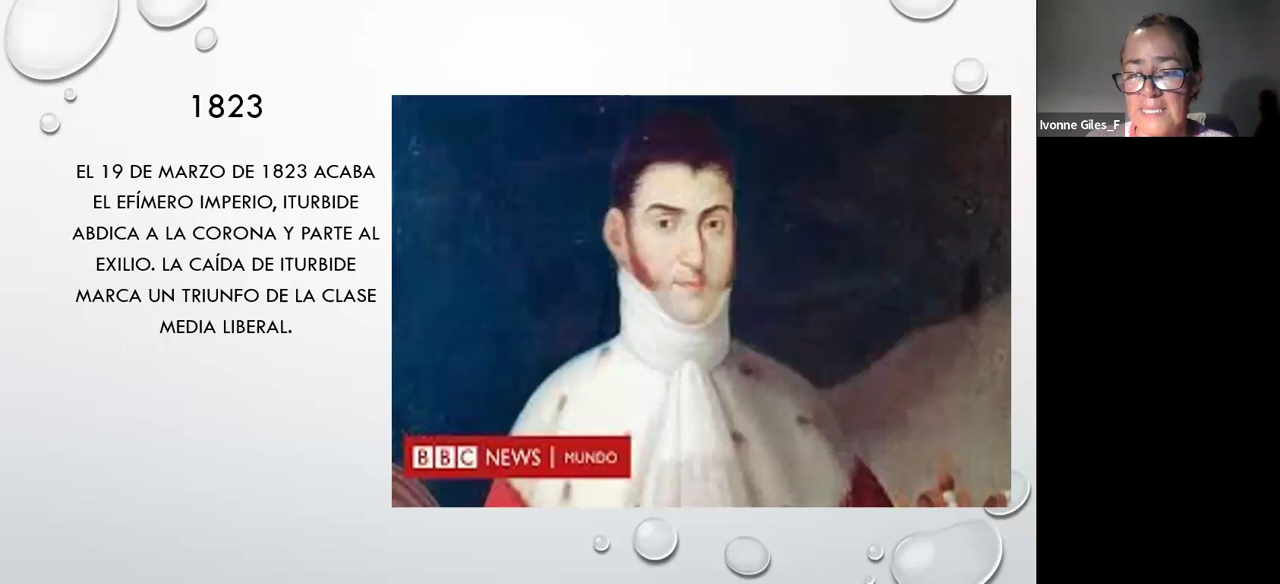 1823
EL 19 DE MARZO DE 1823 ACABA
EL EFÍMERO IMPERIO, ITURBIDE
ABDICA A LA CORONA Y PARTE AL
EXILIO. LA CAÍDA DE ITURBIDE
MARCA UN TRIUNFO DE LA CLASE
MEDIA LIBERAL.
BBC NEWS | MUNDO
Ivonne Giles_F